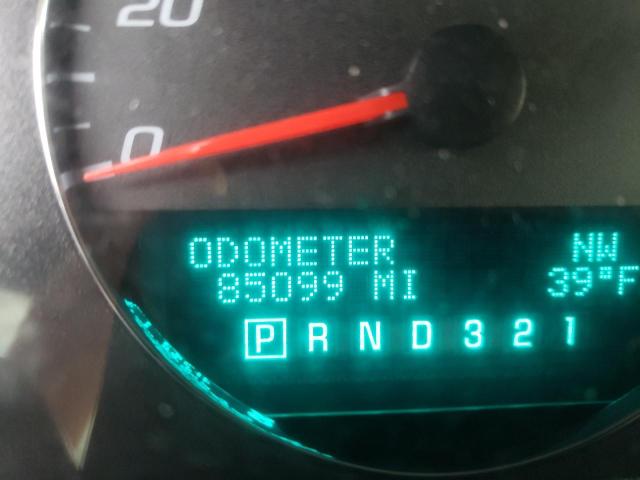 20
0
ODOMETER NW
85099 MI 39°F
P R N D 3 2 1